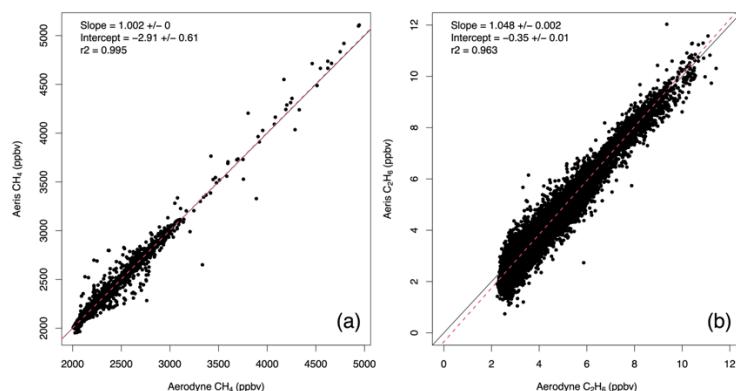 Slope = 1.002 +/− 0
Intercept = −2.91 +/− 0.61
r2 = 0.995
5000
4500
4000
3500
3000
2500
2000
Aeris CH₄ (ppbv)
(a)
2000 2500 3000 3500 4000 4500 5000
Aerodyne CH₄ (ppbv)
Slope = 1.048 +/− 0.002
Intercept = −0.35 +/− 0.01
r2 = 0.963
12
10
8
6
4
2
0
Aeris C₂H₆ (ppbv)
(b)
0 2 4 6 8 10 12
Aerodyne C₂H₆ (ppbv)